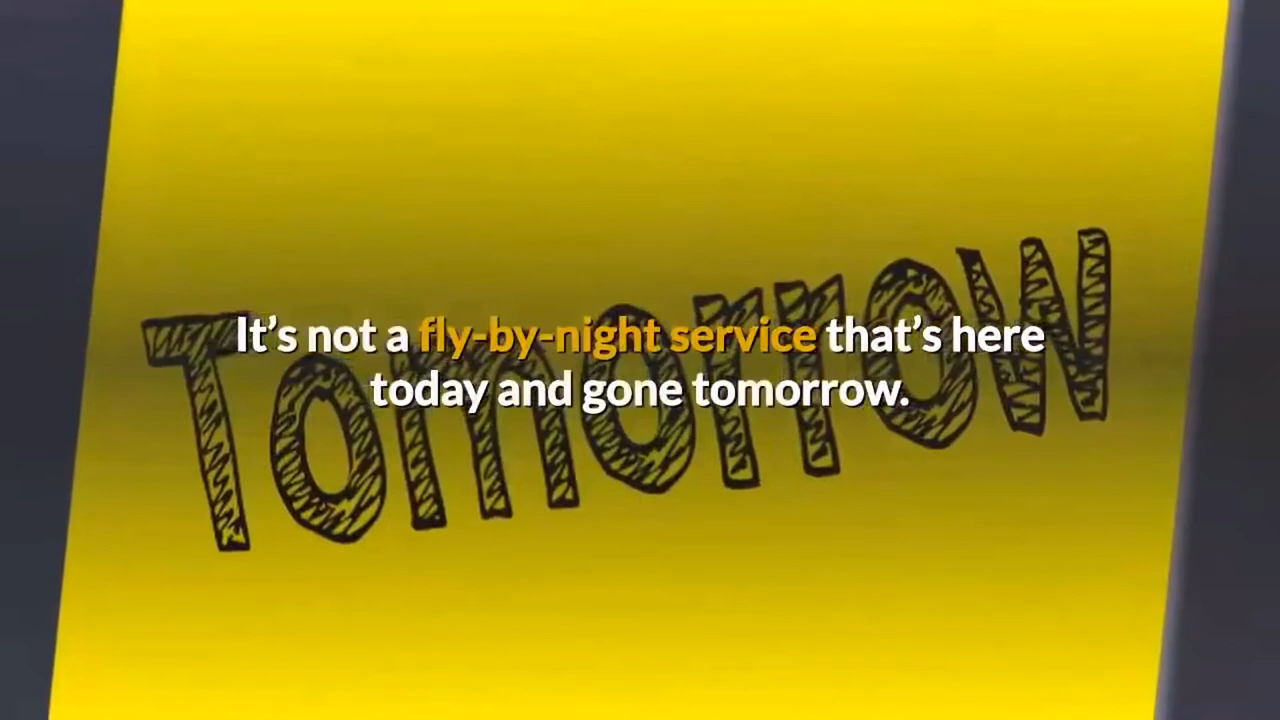 Tomorrow
It’s not a fly-by-night service that’s here
today and gone tomorrow.